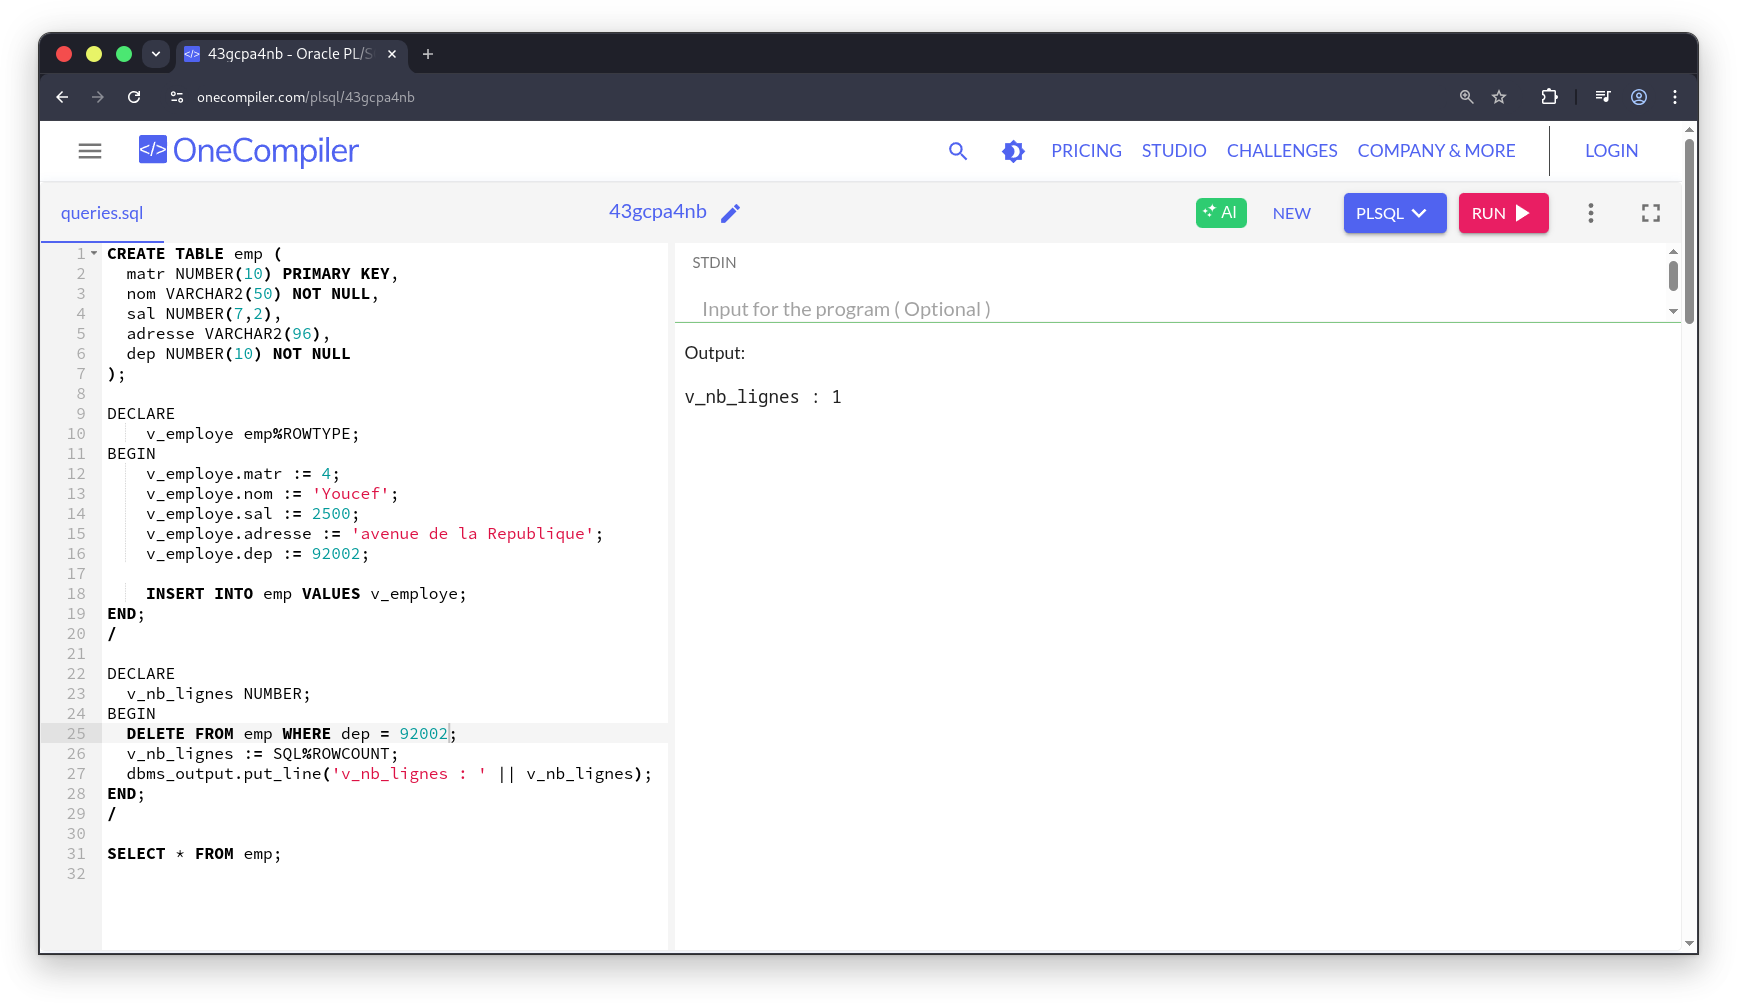 43gcpa4nb - Oracle PL/S
onecompiler.com/plsql/43gcpa4nb
</> OneCompiler
PRICING STUDIO CHALLENGES COMPANY & MORE LOGIN
queries.sql
43gcpa4nb
AI NEW PLSQL RUN
1 CREATE TABLE emp (
2   matr NUMBER(10) PRIMARY KEY,
3   nom VARCHAR2(50) NOT NULL,
4   sal NUMBER(7,2),
5   adresse VARCHAR2(96),
6   dep NUMBER(10) NOT NULL
7 );
8
9 DECLARE
10     v_employe emp%ROWTYPE;
11 BEGIN
12     v_employe.matr := 4;
13     v_employe.nom := 'Youcef';
14     v_employe.sal := 2500;
15     v_employe.adresse := 'avenue de la Republique';
16     v_employe.dep := 92002;
17
18     INSERT INTO emp VALUES v_employe;
19 END;
20 /
21
22 DECLARE
23   v_nb_lignes NUMBER;
24 BEGIN
25   DELETE FROM emp WHERE dep = 92002;
26   v_nb_lignes := SQL%ROWCOUNT;
27   dbms_output.put_line('v_nb_lignes : ' || v_nb_lignes);
28 END;
29 /
30
31 SELECT * FROM emp;
32
STDIN
Input for the program ( Optional )
Output:
v_nb_lignes : 1